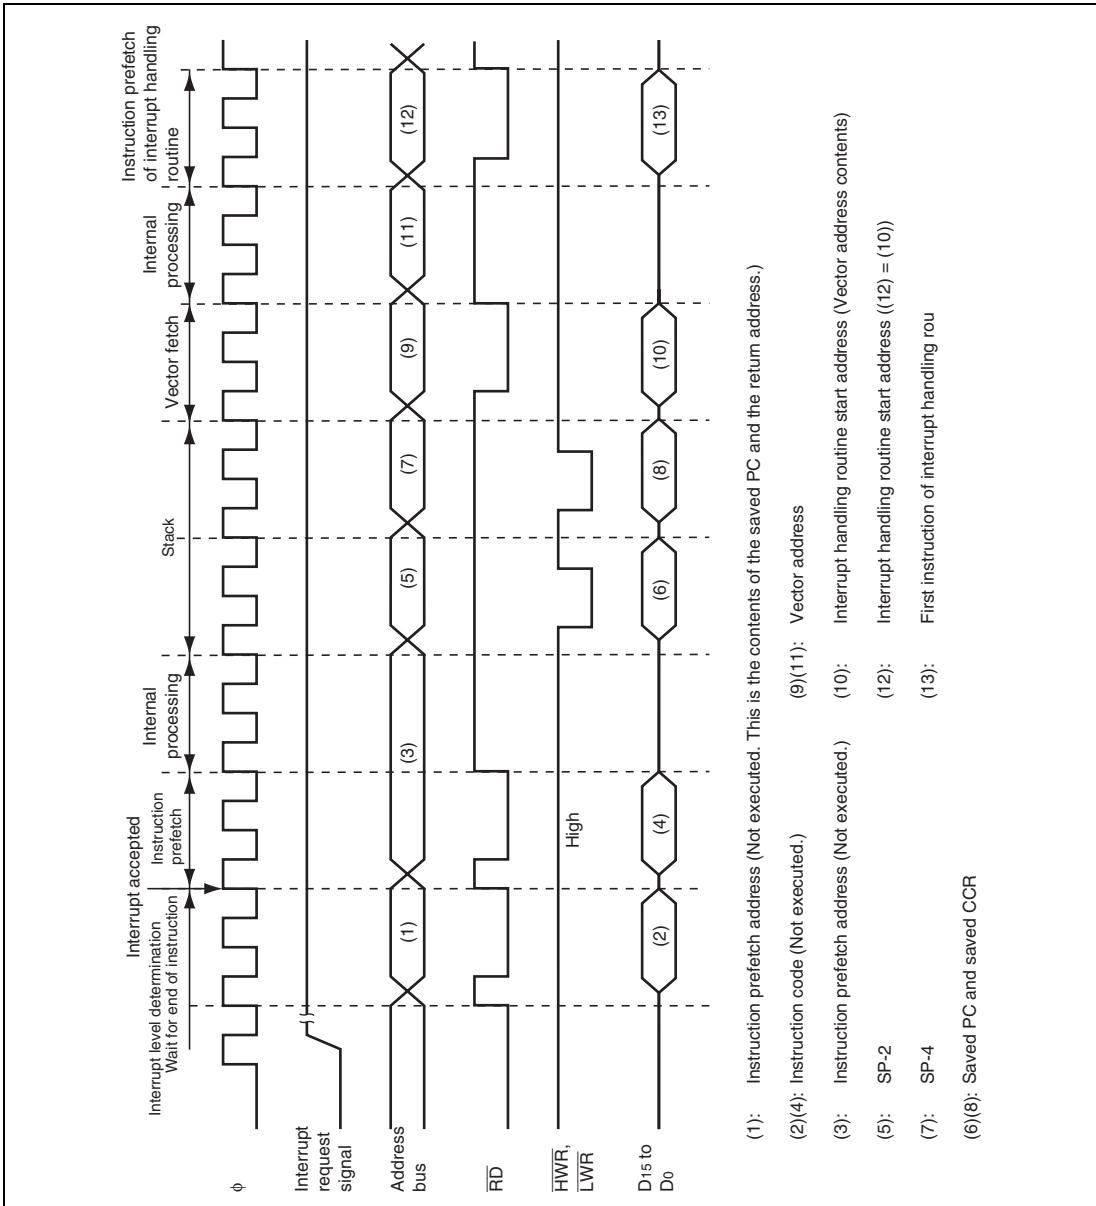 Interrupt accepted
Interrupt level determination
Wait for end of instruction
Instruction
prefetch
Internal
processing
Stack
Vector fetch
Internal
processing
Instruction prefetch
of interrupt handling
routine
φ
Interrupt
request
signal
Address
bus
(1)
(3)
(5)
(7)
(9)
(11)
(12)
RD
HWR,
LWR
High
D15 to
D0
(2)
(4)
(6)
(8)
(10)
(13)
(1): Instruction prefetch address (Not executed. This is the contents of the saved PC and the return address.)
(2)(4): Instruction code (Not executed.)
(3): Instruction prefetch address (Not executed.)
(5): SP-2
(7): SP-4
(6)(8): Saved PC and saved CCR
(9)(11): Vector address
(10): Interrupt handling routine start address (Vector address contents)
(12): Interrupt handling routine start address ((12) = (10))
(13): First instruction of interrupt handling rou